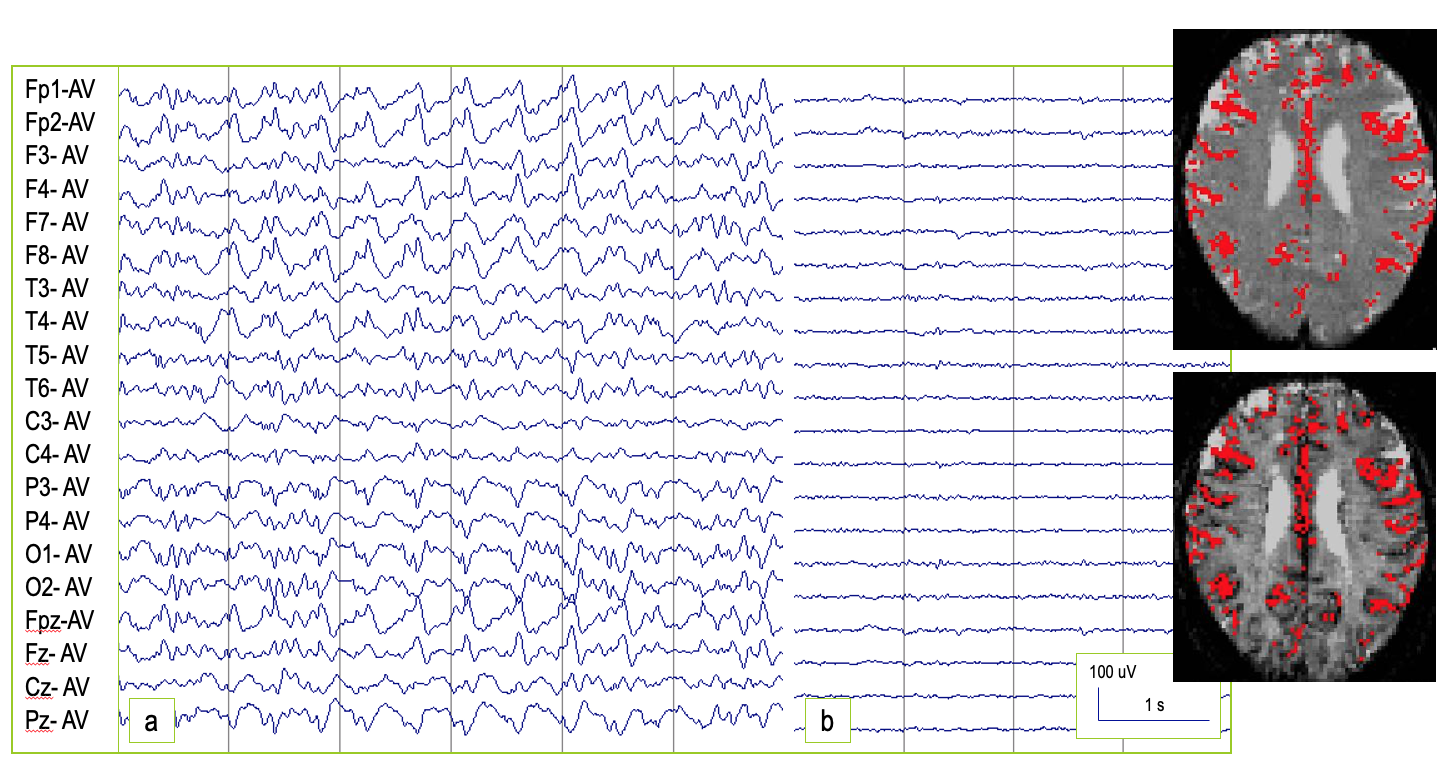 Fp1-AV
Fp2-AV
F3- AV
F4- AV
F7- AV
F8- AV
T3- AV
T4- AV
T5- AV
T6- AV
C3- AV
C4- AV
P3- AV
P4- AV
O1- AV
O2- AV
Fpz-AV
Fz- AV
Cz- AV
Pz- AV
a
b
100 uV
1 s